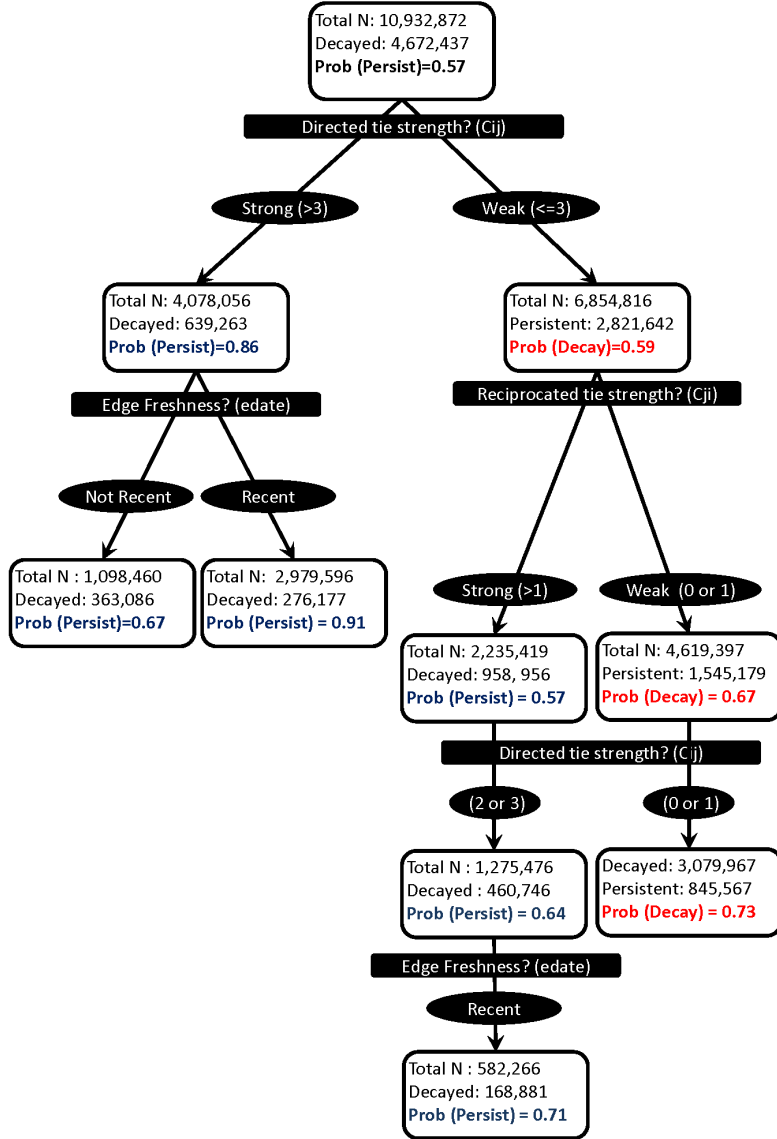 Total N: 10,932,872
Decayed: 4,672,437
Prob (Persist)=0.57
Directed tie strength? (Cij)
Strong (>3)
Weak (<=3)
Total N: 4,078,056
Decayed: 639,263
Prob (Persist)=0.86
Total N: 6,854,816
Persistent: 2,821,642
Prob (Decay)=0.59
Edge Freshness? (edate)
Reciprocated tie strength? (Cji)
Not Recent
Recent
Total N : 1,098,460
Decayed: 363,086
Prob (Persist)=0.67
Total N: 2,979,596
Decayed: 276,177
Prob (Persist) = 0.91
Strong (>1)
Weak (0 or 1)
Total N: 2,235,419
Decayed: 958, 956
Prob (Persist) = 0.57
Total N: 4,619,397
Persistent: 1,545,179
Prob (Decay) = 0.67
Directed tie strength? (Cij)
(2 or 3)
(0 or 1)
Total N : 1,275,476
Decayed : 460,746
Prob (Persist) = 0.64
Decayed: 3,079,967
Persistent: 845,567
Prob (Decay) = 0.73
Edge Freshness? (edate)
Recent
Total N : 582,266
Decayed: 168,881
Prob (Persist) = 0.71